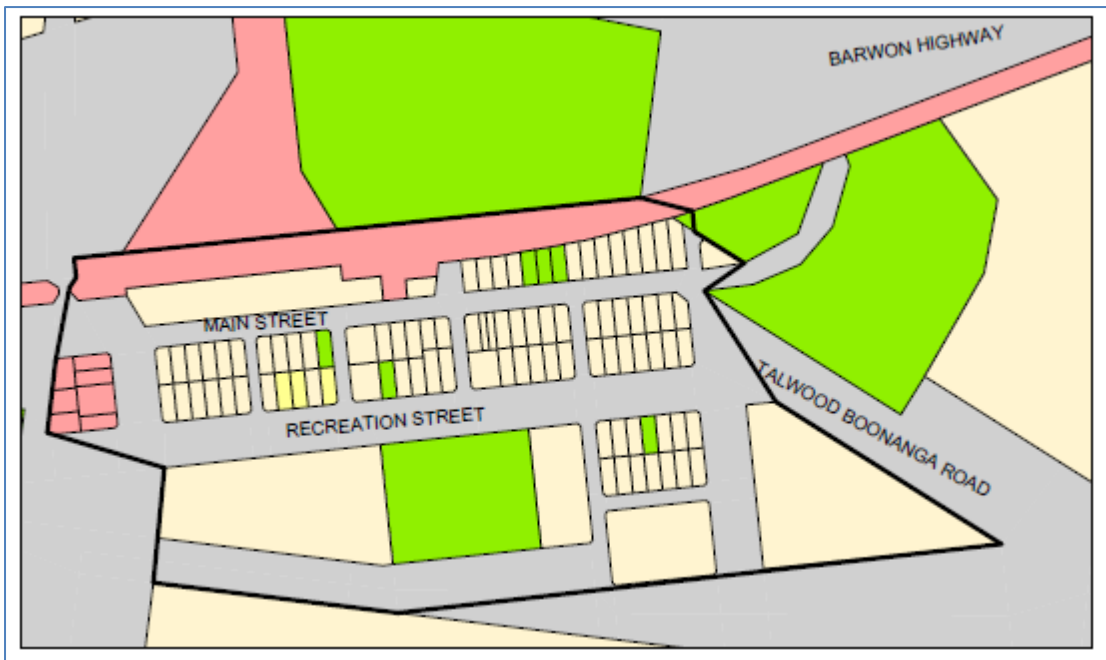 BARWON HIGHWAY
MAIN STREET
TALWOOD BOONANGA ROAD
RECREATION STREET